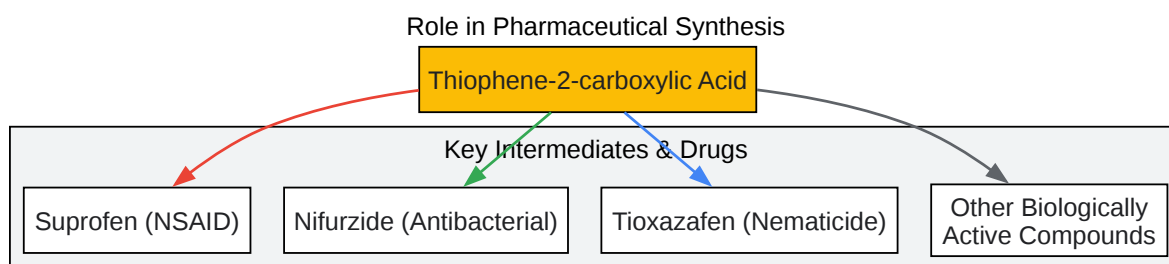 Role in Pharmaceutical Synthesis
Thiophene-2-carboxylic Acid
Key Intermediates & Drugs
Suprofen (NSAID)
Nifurzide (Antibacterial)
Tioxazafen (Nematicide)
Other Biologically
Active Compounds